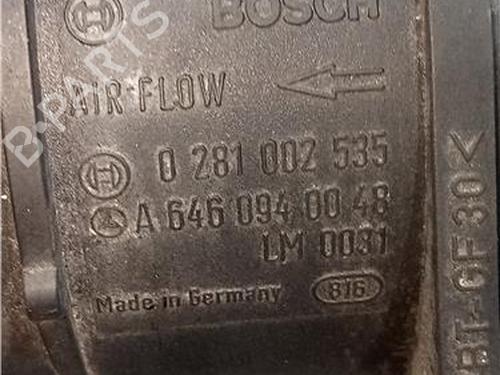 BOSCH
AIR FLOW
0 281 002 535
A 646 094 00 48
LM 0031
Made in Germany 816
BT-GF30<
B-PARTS